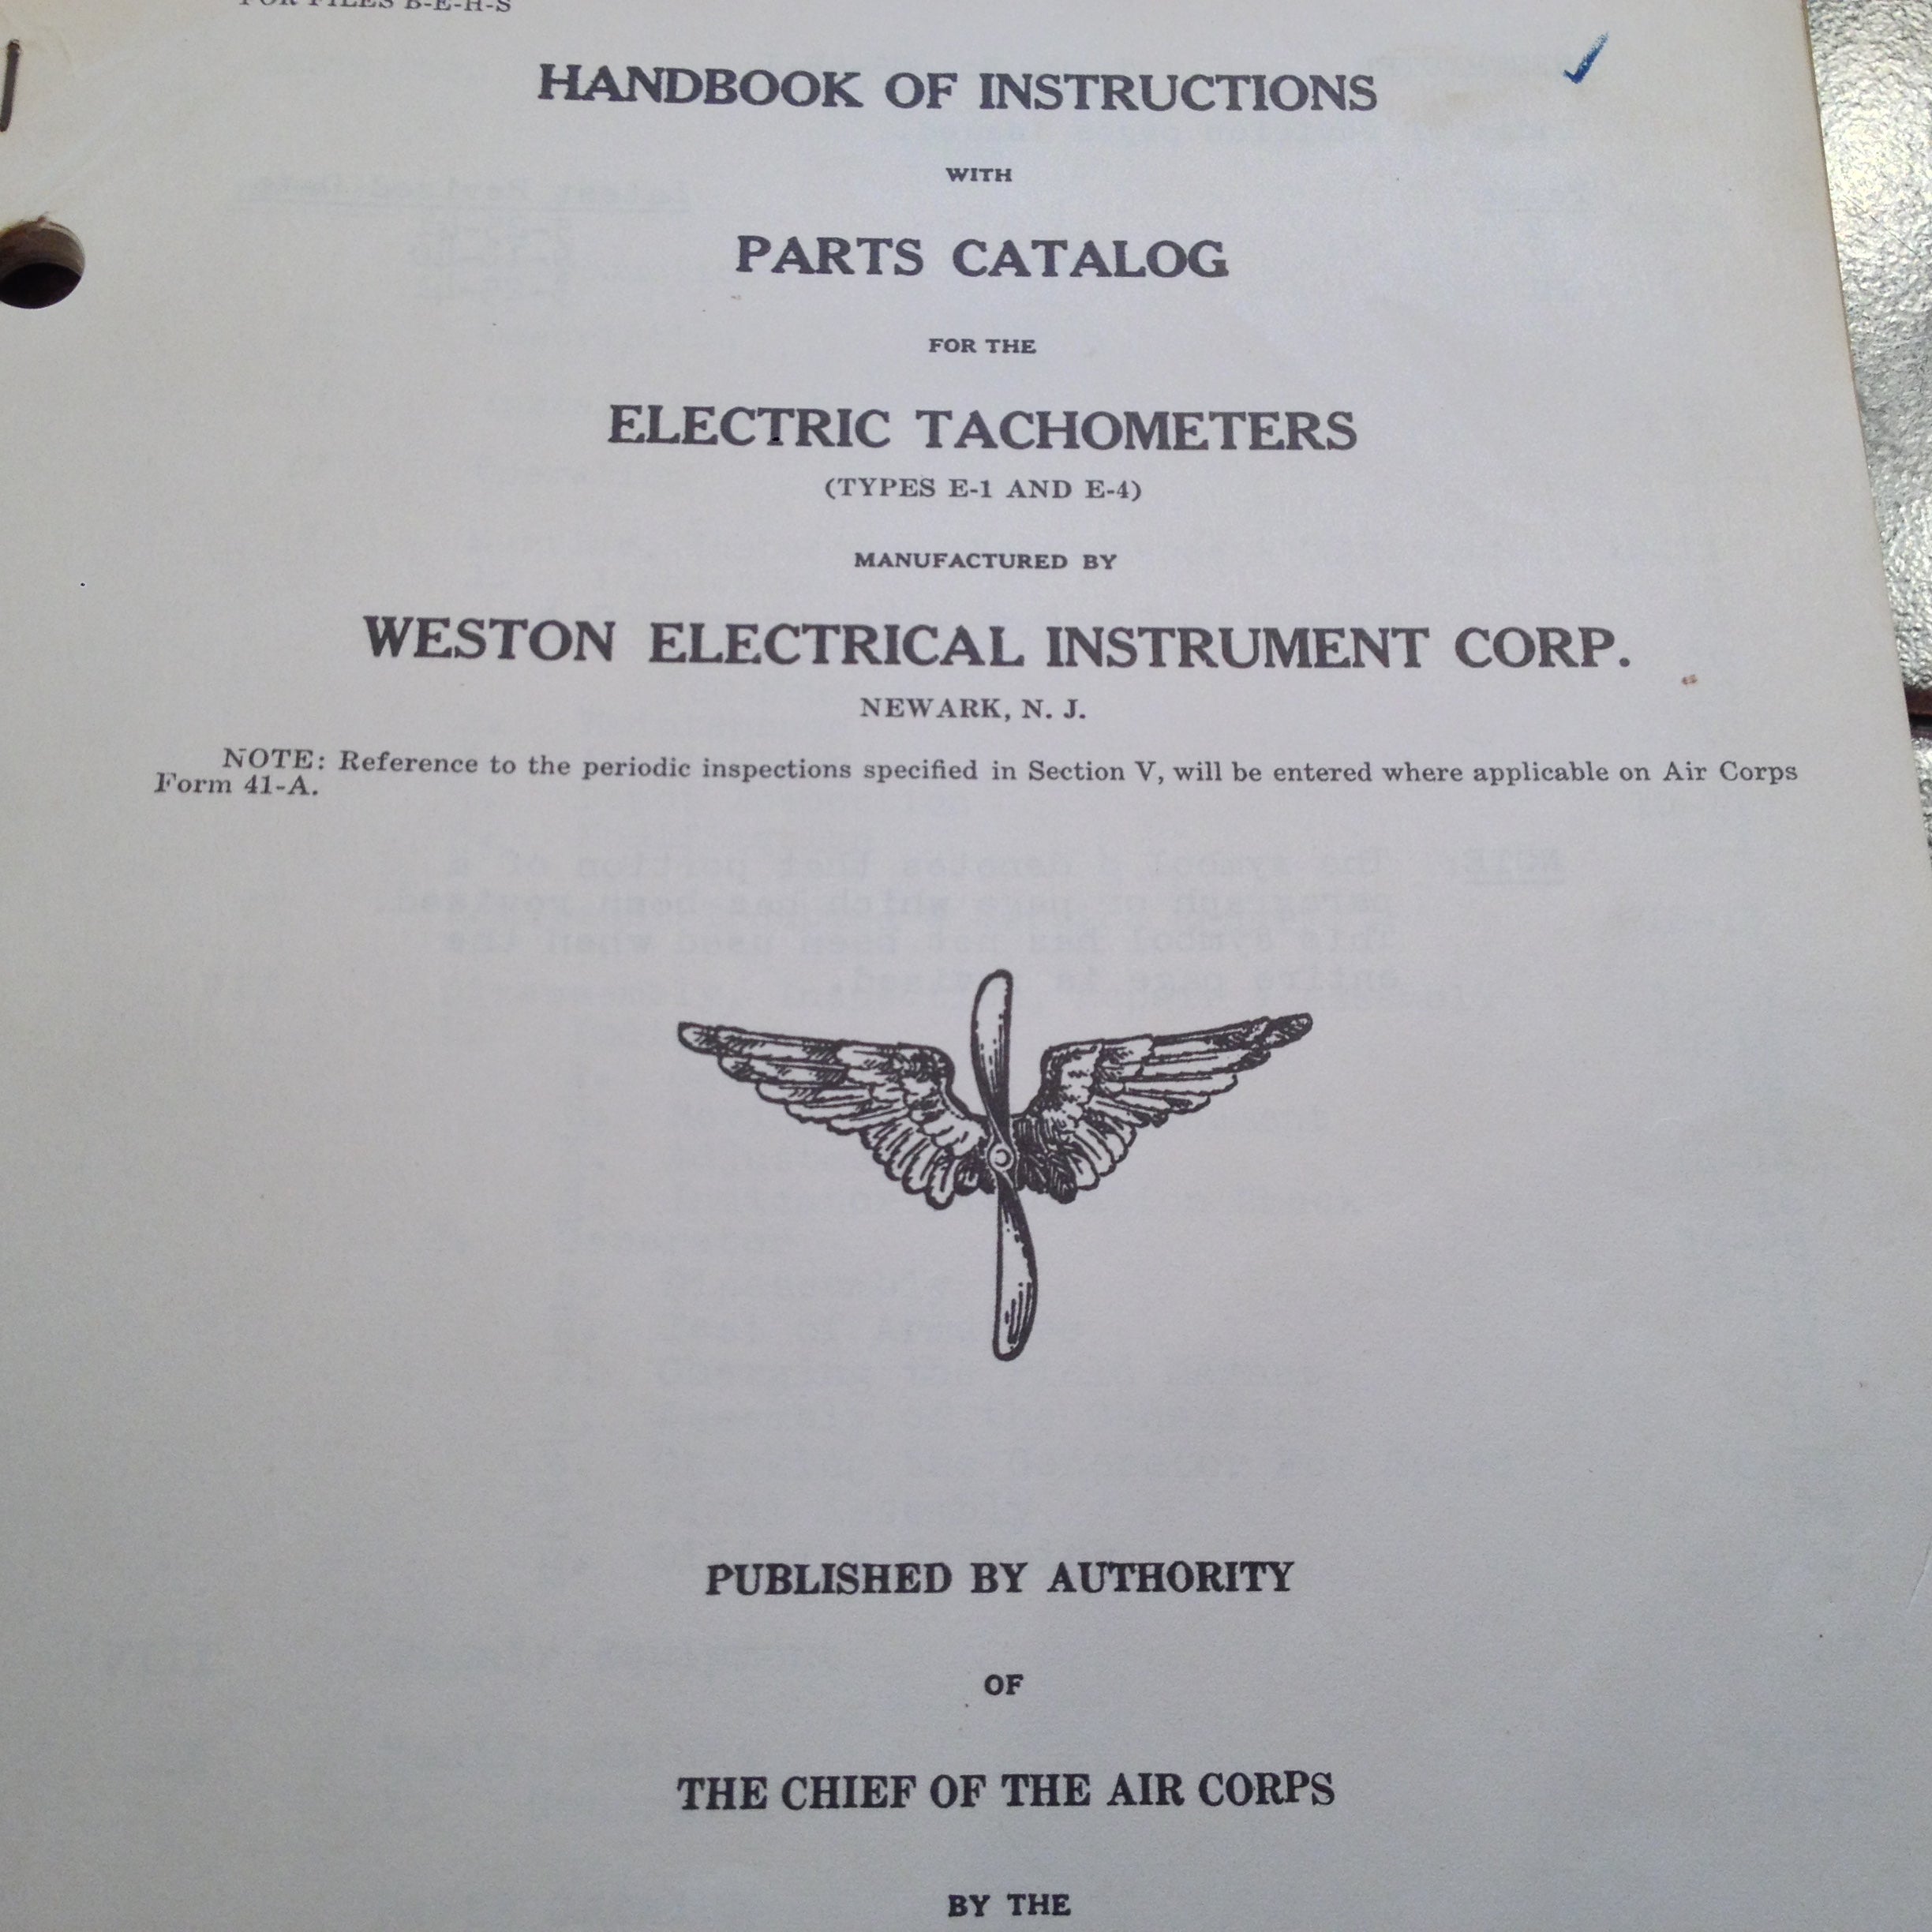 FOR FILES B-E-H-S
HANDBOOK OF INSTRUCTIONS
WITH
PARTS CATALOG
FOR THE
ELECTRIC TACHOMETERS
(TYPES E-1 AND E-4)
MANUFACTURED BY
WESTON ELECTRICAL INSTRUMENT CORP.
NEWARK, N. J.
NOTE: Reference to the periodic inspections specified in Section V, will be entered where applicable on Air Corps
Form 41-A.
PUBLISHED BY AUTHORITY
OF
THE CHIEF OF THE AIR CORPS
BY THE